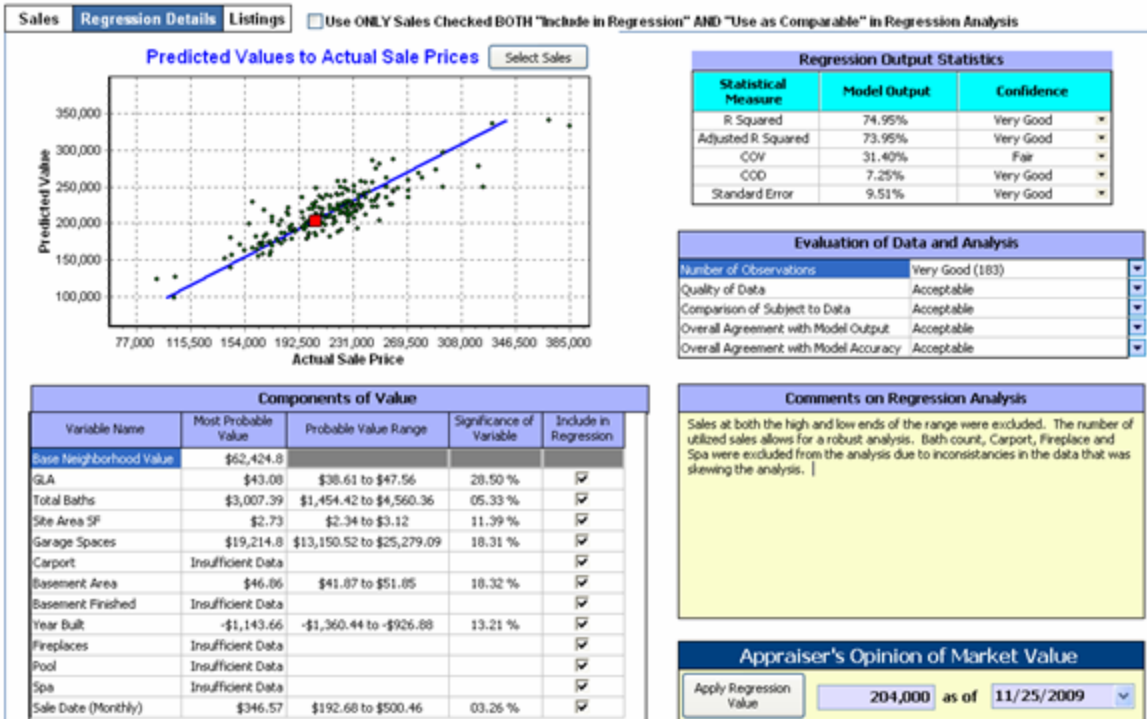 Sales Regression Details Listings Use ONLY Sales Checked BOTH "Include in Regression" AND "Use as Comparable" in Regression Analysis
Predicted Values to Actual Sale Prices Select Sales
350,000
300,000
250,000
200,000
150,000
100,000
Predicted Value
77,000 115,500 154,000 192,500 231,000 269,500 308,000 346,500 385,000
Actual Sale Price
Regression Output Statistics
Statistical Measure Model Output Confidence
R Squared 74.95% Very Good
Adjusted R Squared 73.95% Very Good
COV 31.40% Fair
COD 7.25% Very Good
Standard Error 9.51% Very Good
Evaluation of Data and Analysis
Number of Observations Very Good (183)
Quality of Data Acceptable
Comparison of Subject to Data Acceptable
Overall Agreement with Model Output Acceptable
Overall Agreement with Model Accuracy Acceptable
Components of Value
Variable Name Most Probable Value Probable Value Range Significance of Variable Include in Regression
Base Neighborhood Value $62,424.8
GLA $43.08 $38.61 to $47.56 28.50 %
Total Baths $3,007.39 $1,454.42 to $4,560.36 05.33 %
Site Area SF $2.73 $2.34 to $3.12 11.39 %
Garage Spaces $19,214.8 $13,150.52 to $25,279.09 18.31 %
Carport Insufficient Data
Basement Area $46.86 $41.87 to $51.85 18.32 %
Basement Finished Insufficient Data
Year Built -$1,143.66 -$1,360.44 to -$926.88 13.21 %
Fireplaces Insufficient Data
Pool Insufficient Data
Spa Insufficient Data
Sale Date (Monthly) $346.57 $192.68 to $500.46 03.26 %
Comments on Regression Analysis
Sales at both the high and low ends of the range were excluded. The number of
utilized sales allows for a robust analysis. Bath count, Carport, Fireplace and
Spa were excluded from the analysis due to inconsistancies in the data that was
skewing the analysis.
Appraiser's Opinion of Market Value
Apply Regression Value 204,000 as of 11/25/2009